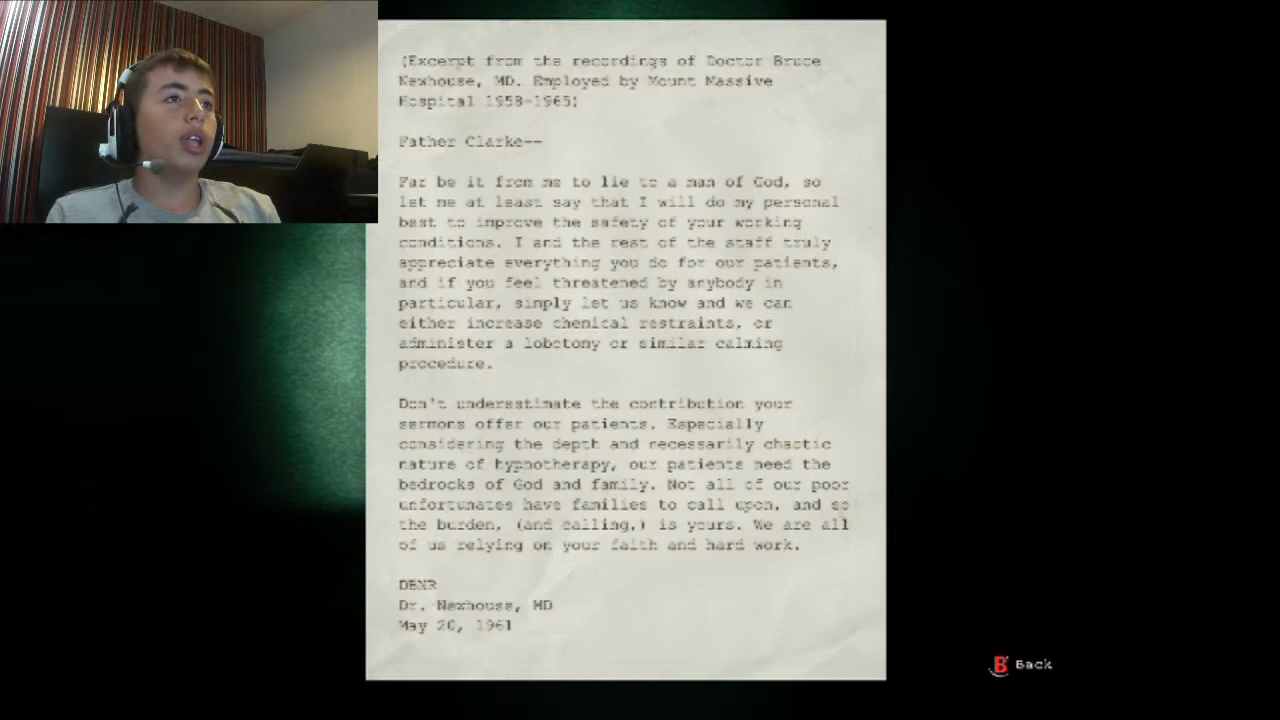 (Excerpt from the recordings of Doctor Bruce
Newhouse, MD. Employed by Mount Massive
Hospital 1958-1965)
Father Clarke--
Far be it from me to lie to a man of God, so
let me at least say that I will do my personal
best to improve the safety of your working
conditions. I and the rest of the staff truly
appreciate everything you do for our patients,
and if you feel threatened by anybody in
particular, simply let us know and we can
either increase chemical restraints, or
administer a lobotomy or similar calming
procedure.
Don't underestimate the contribution your
sermons offer our patients. Especially
considering the depth and necessarily chaotic
nature of hypnotherapy, our patients need the
bedrocks of God and family. Not all of our poor
unfortunates have families to call upon, and so
the burden, (and calling,) is yours. We are all
of us relying on your faith and hard work.
DBNR
Dr. Newhouse, MD
May 20, 1961
B Back